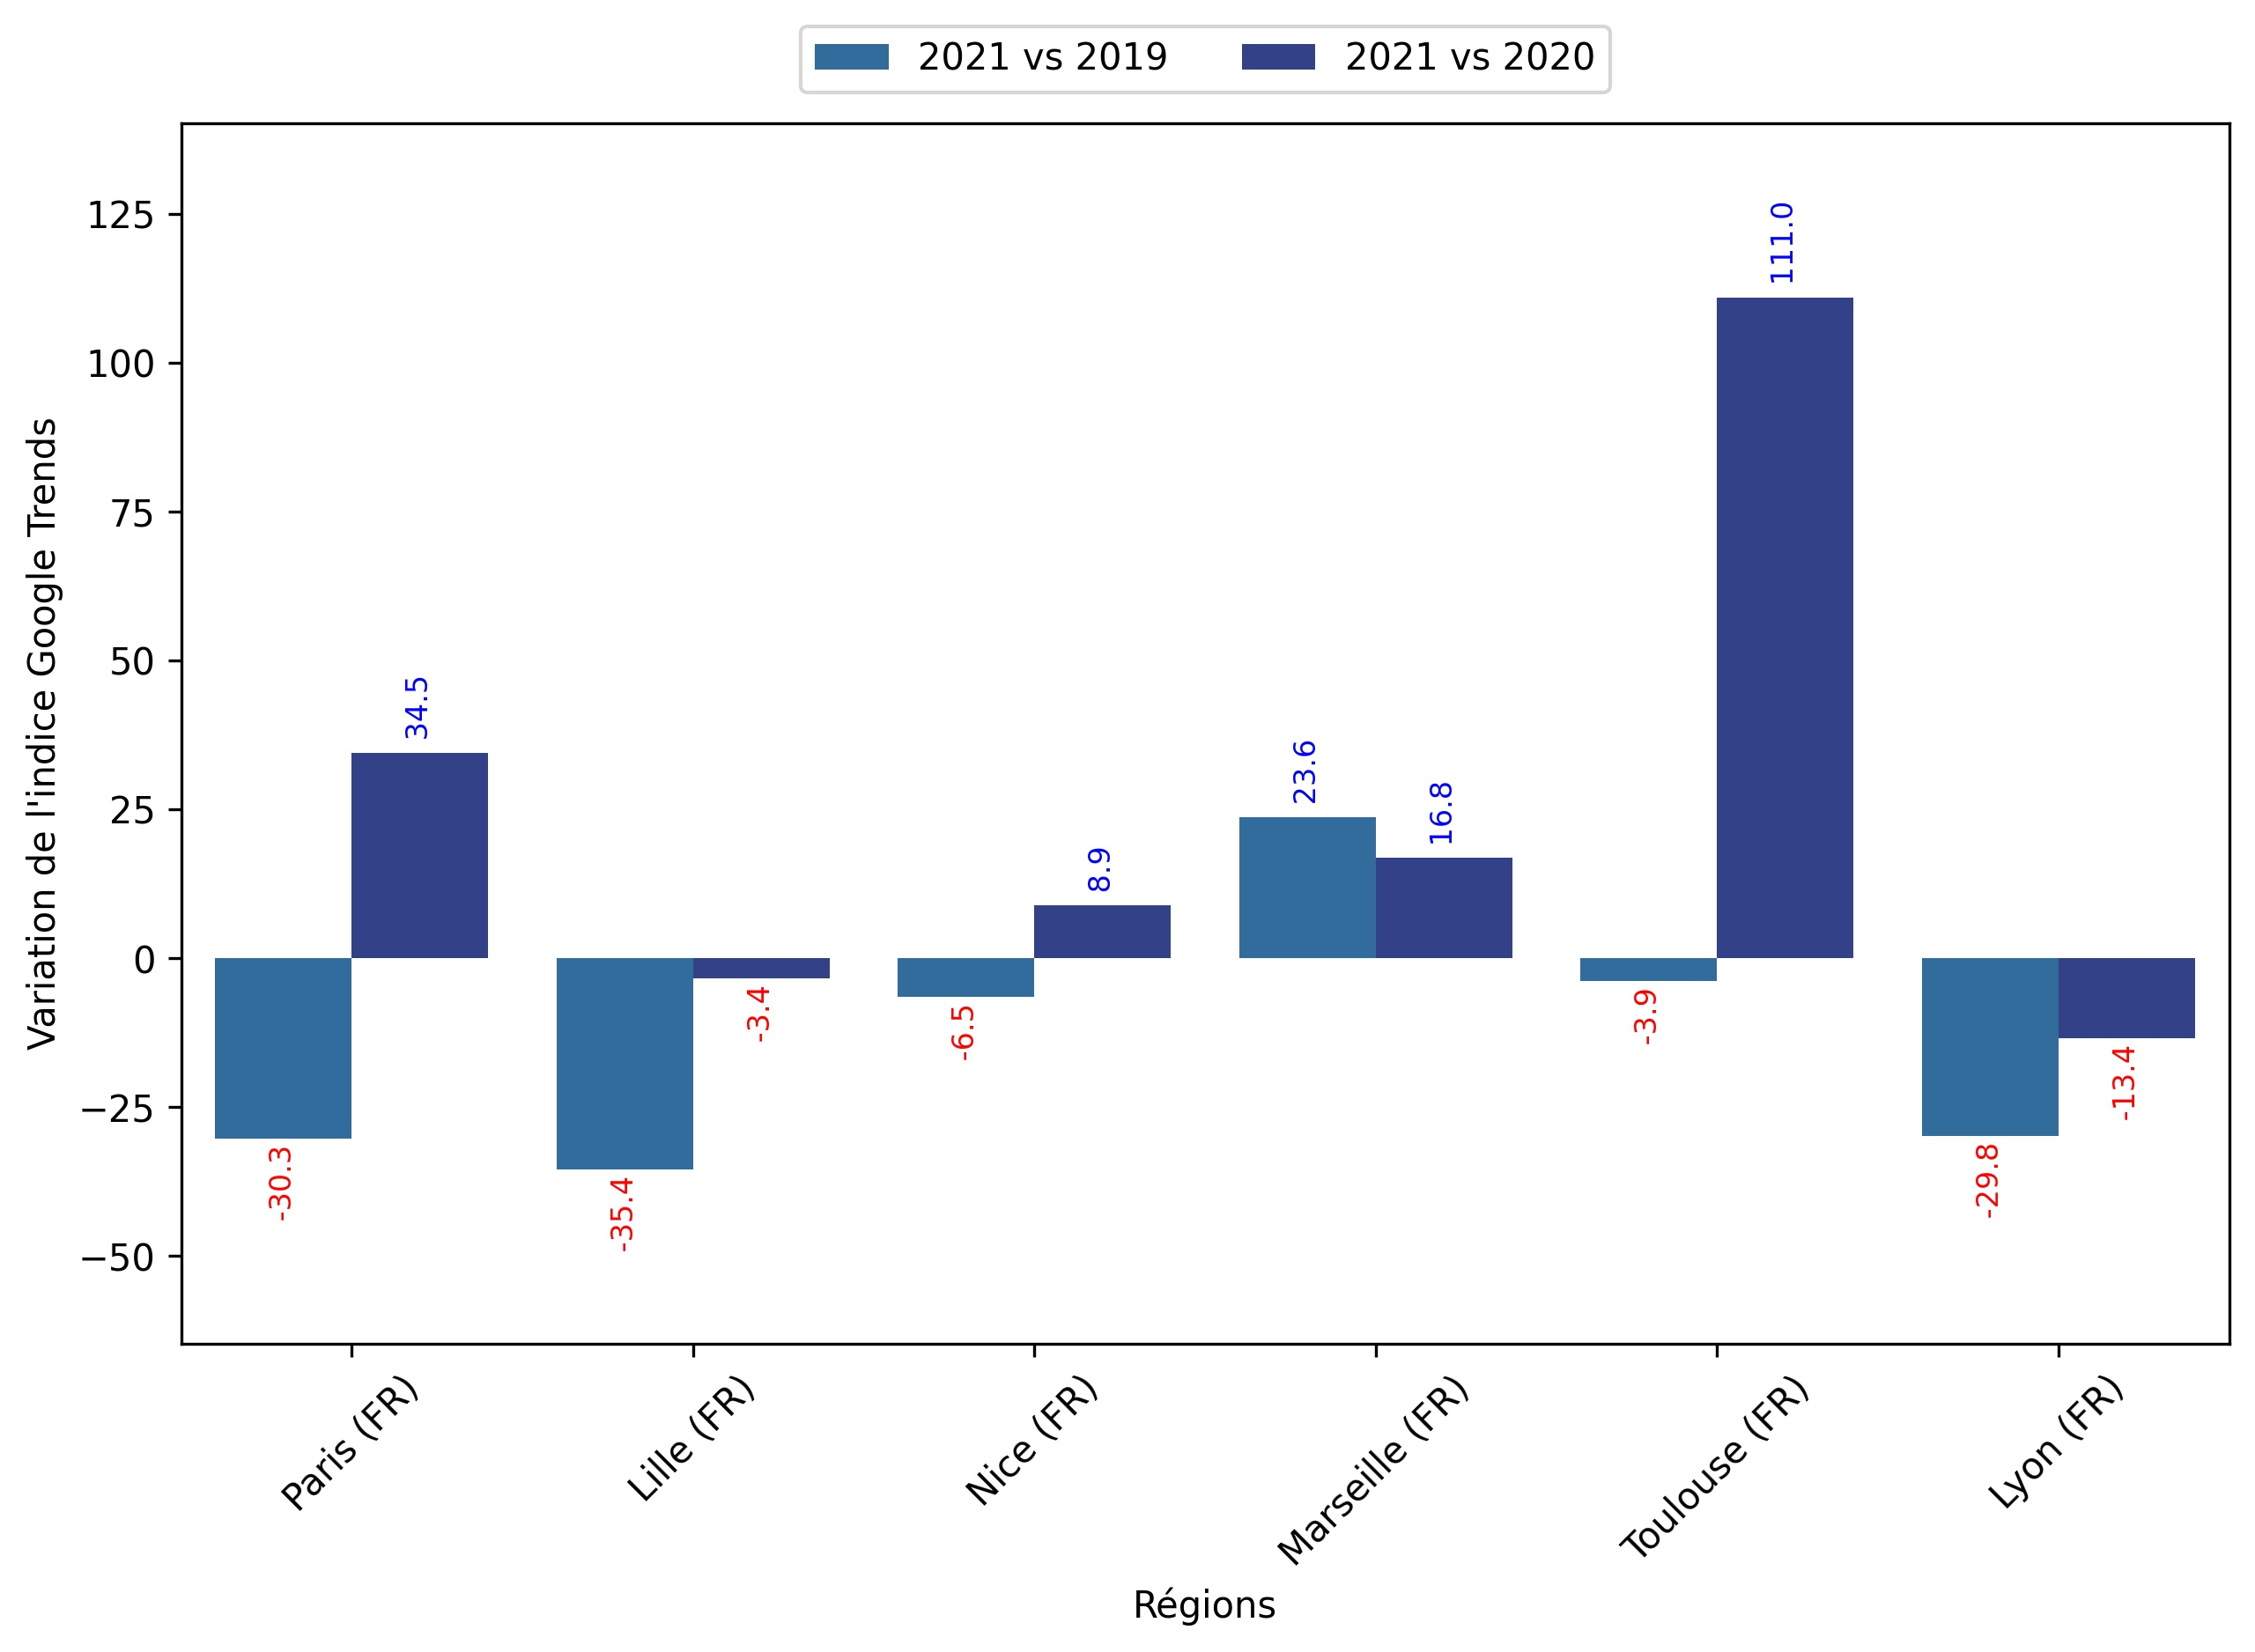 2021 vs 2019
2021 vs 2020
Variation de l'indice Google Trends
125
100
75
50
25
0
−25
−50
-30.3
34.5
-35.4
-3.4
-6.5
8.9
23.6
16.8
-3.9
111.0
-29.8
-13.4
Paris (FR)
Lille (FR)
Nice (FR)
Marseille (FR)
Toulouse (FR)
Lyon (FR)
Régions